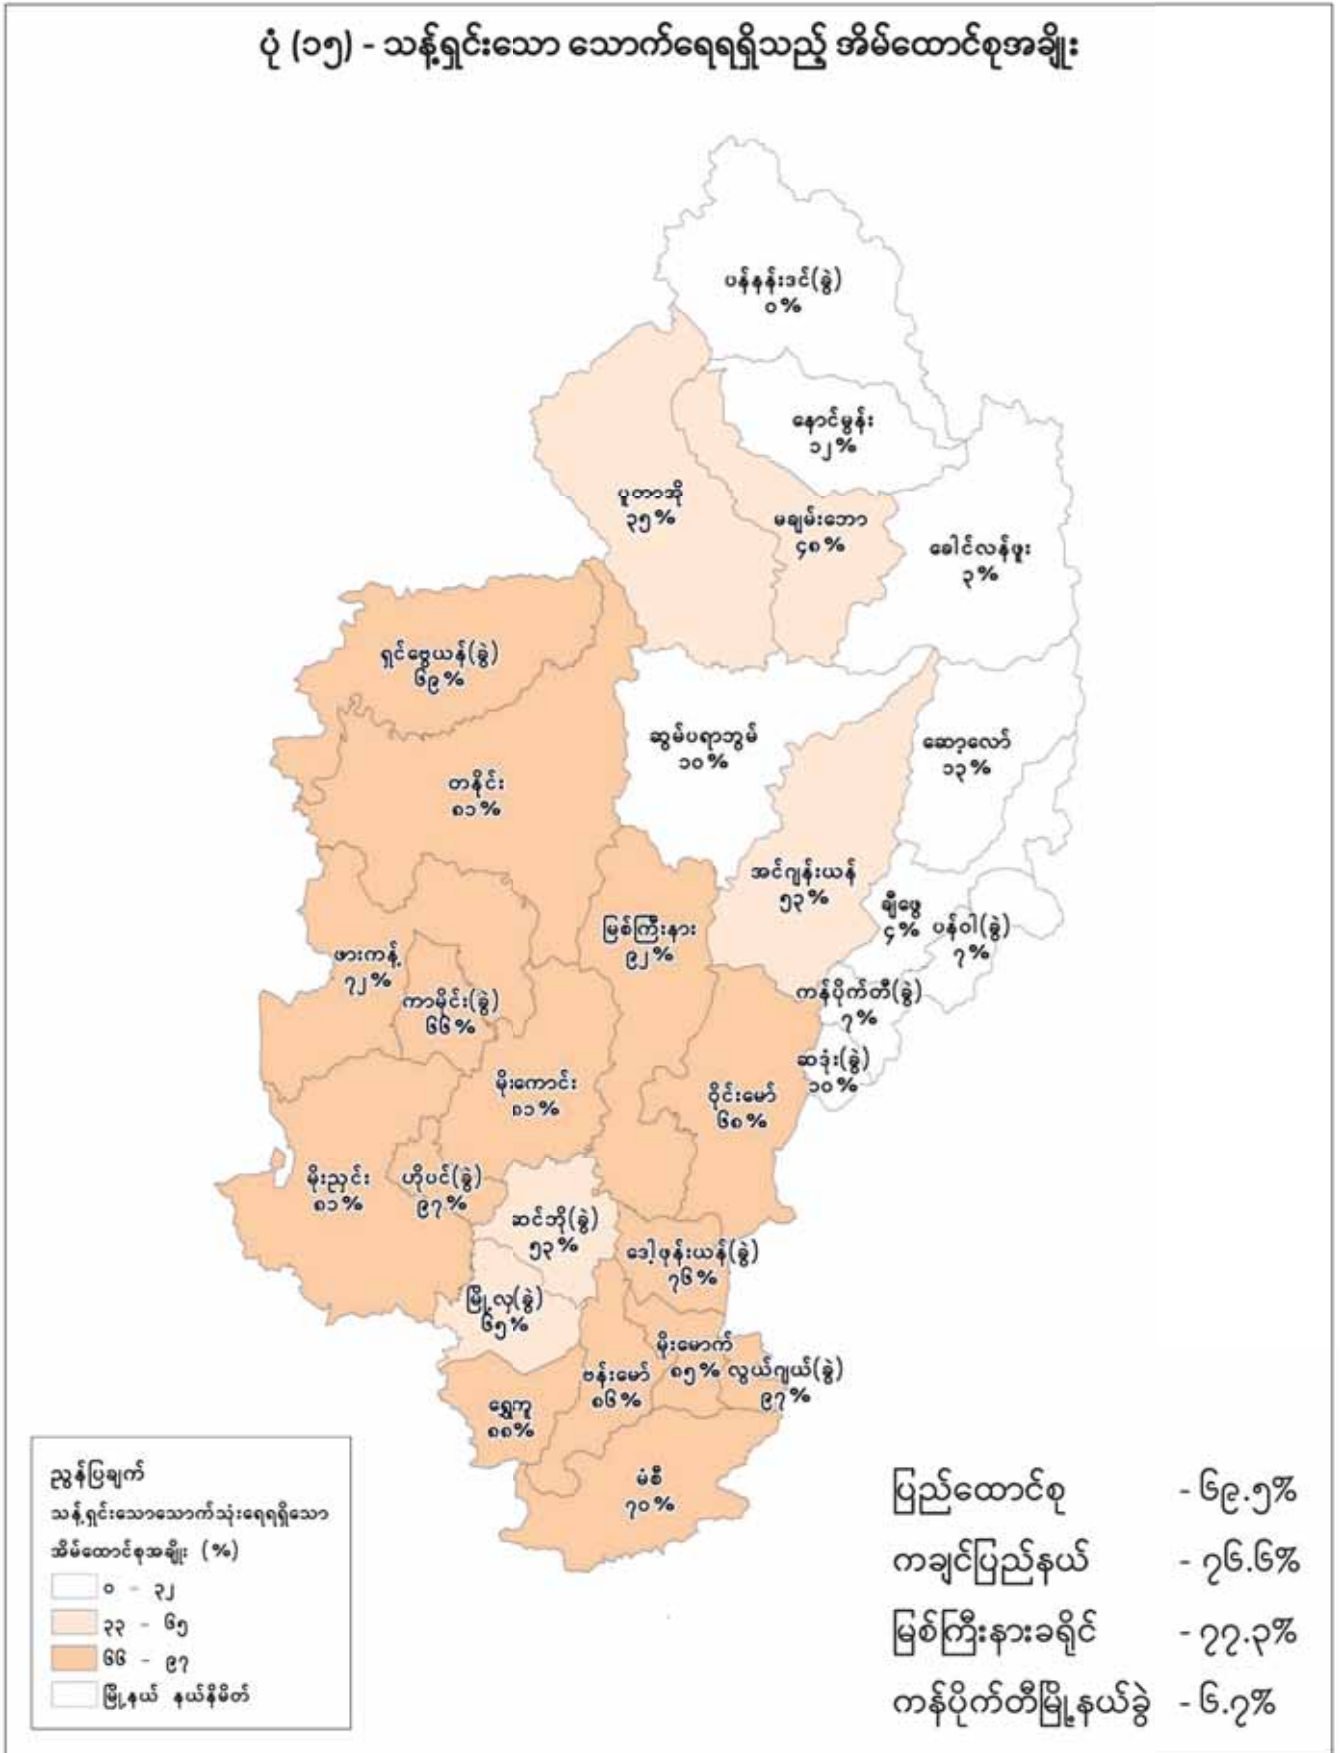 ပုံ (၁၅) - သန့်ရှင်းသော သောက်ရေရရှိသည့် အိမ်ထောင်စုအချိုး
ပန်နန်းဒင်(ခွဲ)
၀%
နောင်မွန်း
၁၂%
ပူတာအို
၃၅%
မချမ်းဘော
၄၈%
ခေါင်လန်ဖူး
၃%
ရှင်ဗွေယန်(ခွဲ)
၆၉%
ဆွမ်ပရာဘွမ်
၁၀%
ဆော့လော်
၁၃%
တနိုင်း
၈၁%
အင်ဂျန်းယန်
၅၃%
ချီဖွေ
၄%
ပန်ဝါ(ခွဲ)
၇%
မြစ်ကြီးနား
၉၂%
ဖားကန့်
၇၂%
ကာမိုင်း(ခွဲ)
၆၆%
ကန်ပိုက်တီ(ခွဲ)
၇%
ဆဒုံး(ခွဲ)
၁၀%
မိုးကောင်း
၈၁%
ဝိုင်းမော်
၆၈%
မိုးညှင်း
၈၁%
ဟိုပင်(ခွဲ)
၉၇%
ဆင်ဘို(ခွဲ)
၅၃%
ဒေါ့ဖုန်းယန်(ခွဲ)
၇၆%
မြို့လှ(ခွဲ)
၆၅%
မိုးမောက်
၈၅%
လွယ်ဂျယ်(ခွဲ)
၉၇%
ဗန်းမော်
၈၆%
ရွှေကူ
၈၈%
မံစီ
၇၀%
ညွှန်ပြချက်
သန့်ရှင်းသောသောက်သုံးရေရရှိသော
အိမ်ထောင်စုအချိုး (%)
၀ - ၃၂
၃၃ - ၆၅
၆၆ - ၉၇
မြို့နယ် နယ်နိမိတ်
ပြည်ထောင်စု - ၆၉.၅%
ကချင်ပြည်နယ် - ၇၆.၆%
မြစ်ကြီးနားခရိုင် - ၇၇.၃%
ကန်ပိုက်တီမြို့နယ်ခွဲ - ၆.၇%